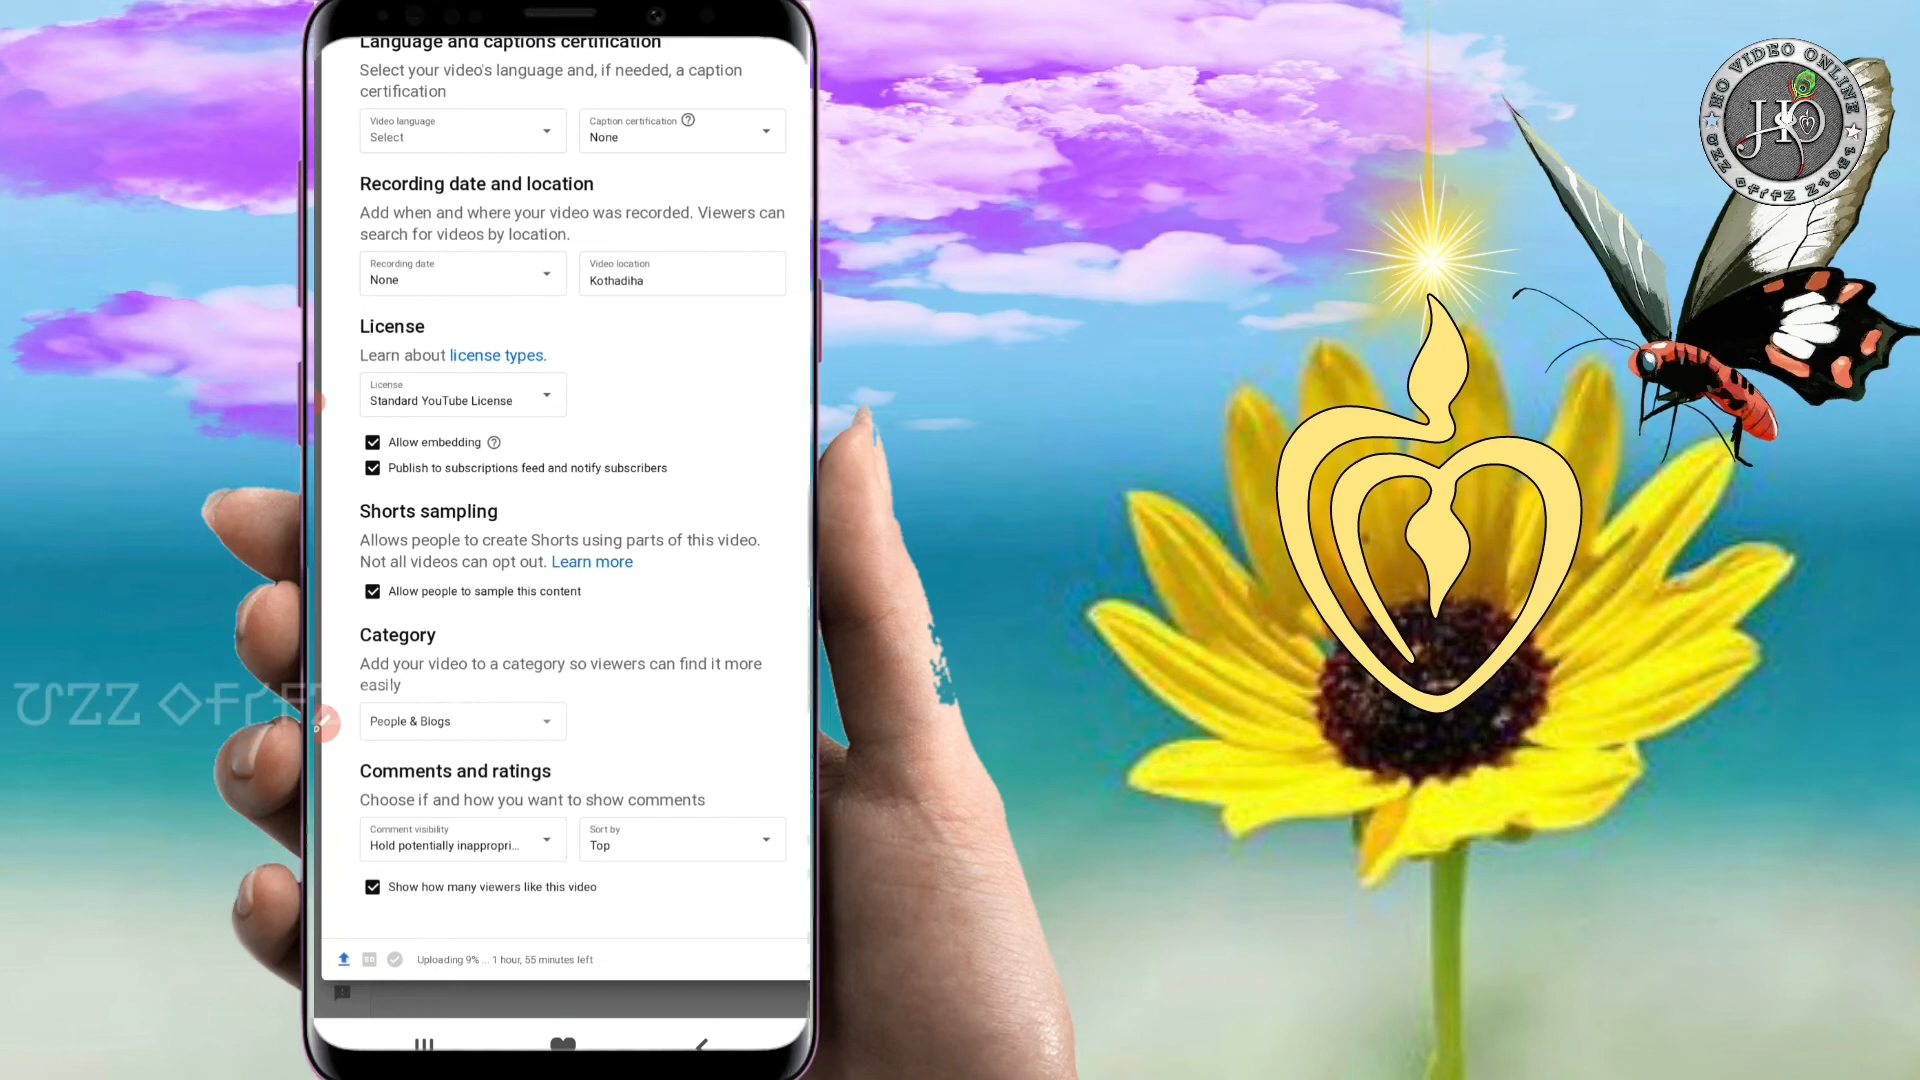 Language and captions certification
Select your video's language and, if needed, a caption
certification
Video language
Select
Caption certification
None
Recording date and location
Add when and where your video was recorded. Viewers can
search for videos by location.
Recording date
None
Video location
Kothadiha
License
Learn about license types.
License
Standard YouTube License
Allow embedding
Publish to subscriptions feed and notify subscribers
Shorts sampling
Allows people to create Shorts using parts of this video.
Not all videos can opt out. Learn more
Allow people to sample this content
Category
Add your video to a category so viewers can find it more
easily
People & Blogs
Comments and ratings
Choose if and how you want to show comments
Comment visibility
Hold potentially inappropri...
Sort by
Top
Show how many viewers like this video
Uploading 9% ... 1 hour, 55 minutes left
HO VIDEO ONLINE